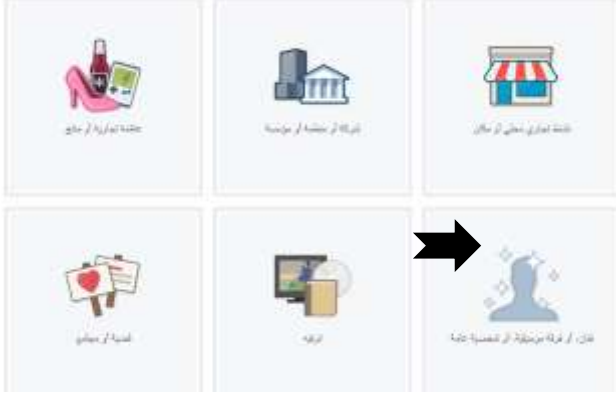 نشاط تجاري محلي أو مكان
شركة أو منظمة أو مؤسسة
علامة تجارية أو منتج
فنان، أو فرقة موسيقية، أو شخصية عامة
ترفيه
قضية أو مجتمع